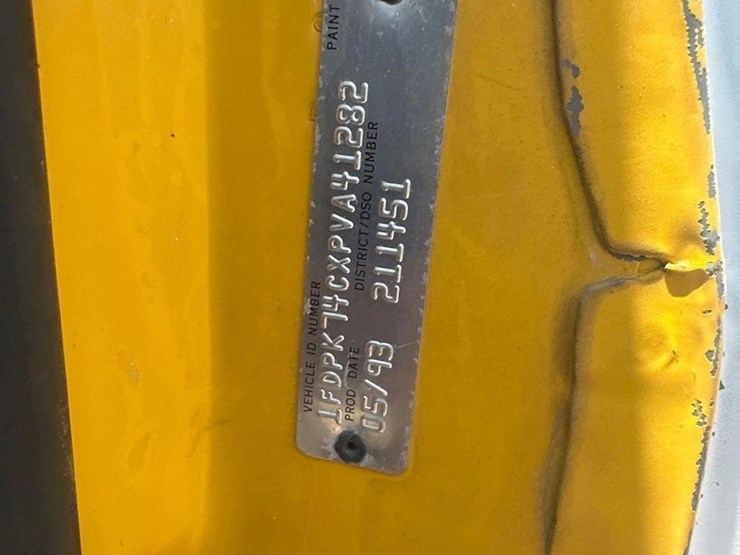 PAINT
VEHICLE ID NUMBER
1FDPK74CXPVA41282
PROD DATE DISTRICT/DSO NUMBER
05/93 211451